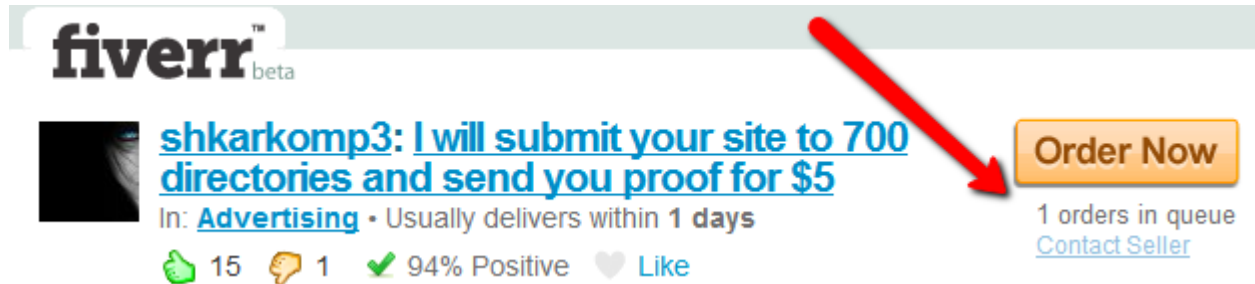 fiverr™
beta
shkarkomp3: I will submit your site to 700
directories and send you proof for $5
In: Advertising • Usually delivers within 1 days
15 1 94% Positive Like
Order Now
1 orders in queue
Contact Seller